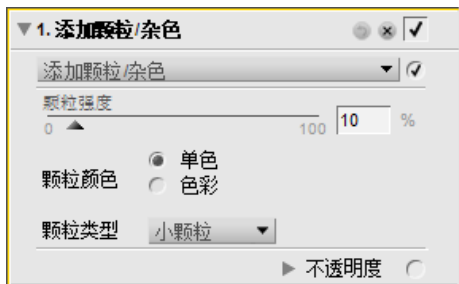 1. 添加颗粒/杂色
添加颗粒/杂色
颗粒强度
0 100 10 %
颗粒颜色
单色
色彩
颗粒类型 小颗粒
不透明度